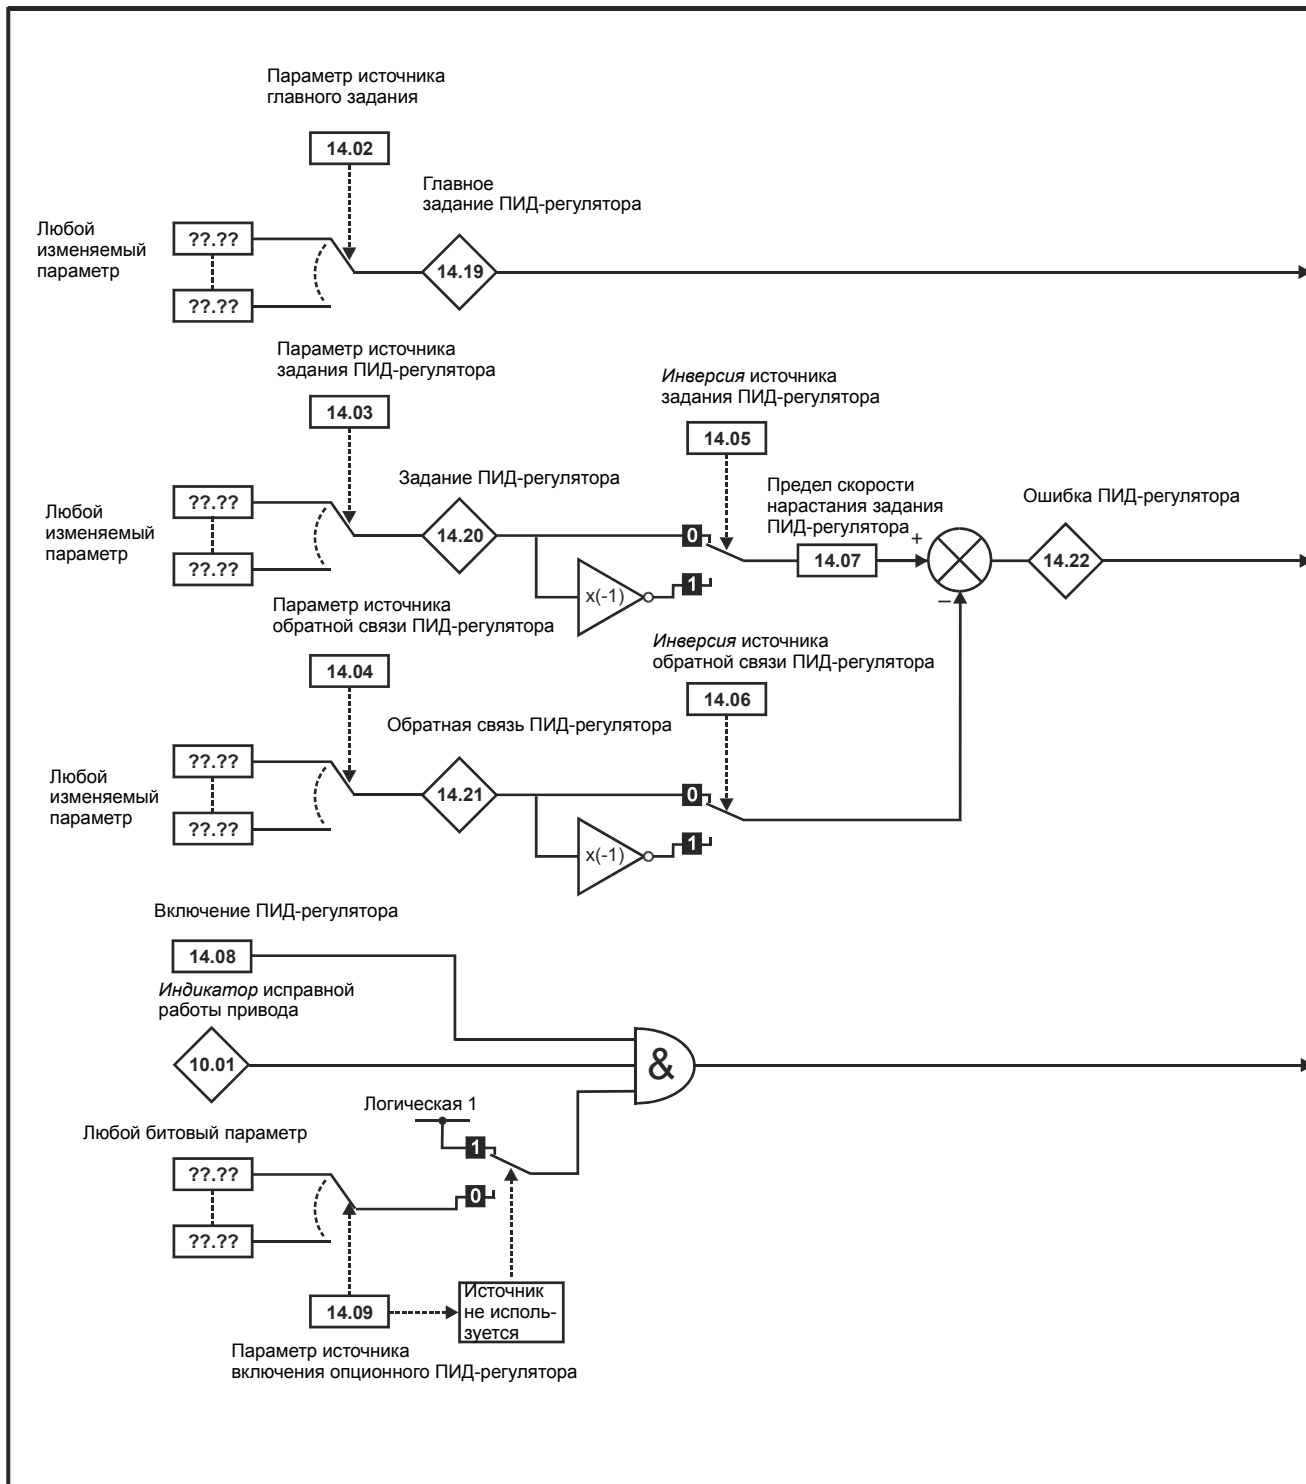 Параметр источника
главного задания
14.02
Главное
задание ПИД-регулятора
Любой
изменяемый
параметр
??.??
??.??
14.19
Параметр источника
задания ПИД-регулятора
14.03
Инверсия источника
задания ПИД-регулятора
14.05
Задание ПИД-регулятора
Предел скорости
нарастания задания
ПИД-регулятора
Ошибка ПИД-регулятора
Любой
изменяемый
параметр
??.??
??.??
14.20
0
1
x(-1)
14.07
+
–
14.22
Параметр источника
обратной связи ПИД-регулятора
14.04
Инверсия источника
обратной связи ПИД-регулятора
14.06
Обратная связь ПИД-регулятора
Любой
изменяемый
параметр
??.??
??.??
14.21
0
1
x(-1)
Включение ПИД-регулятора
14.08
Индикатор исправной
работы привода
10.01
&
Логическая 1
Любой битовый параметр
1
??.??
0
??.??
14.09
Источник
не исполь-
зуется
Параметр источника
включения опционного ПИД-регулятора